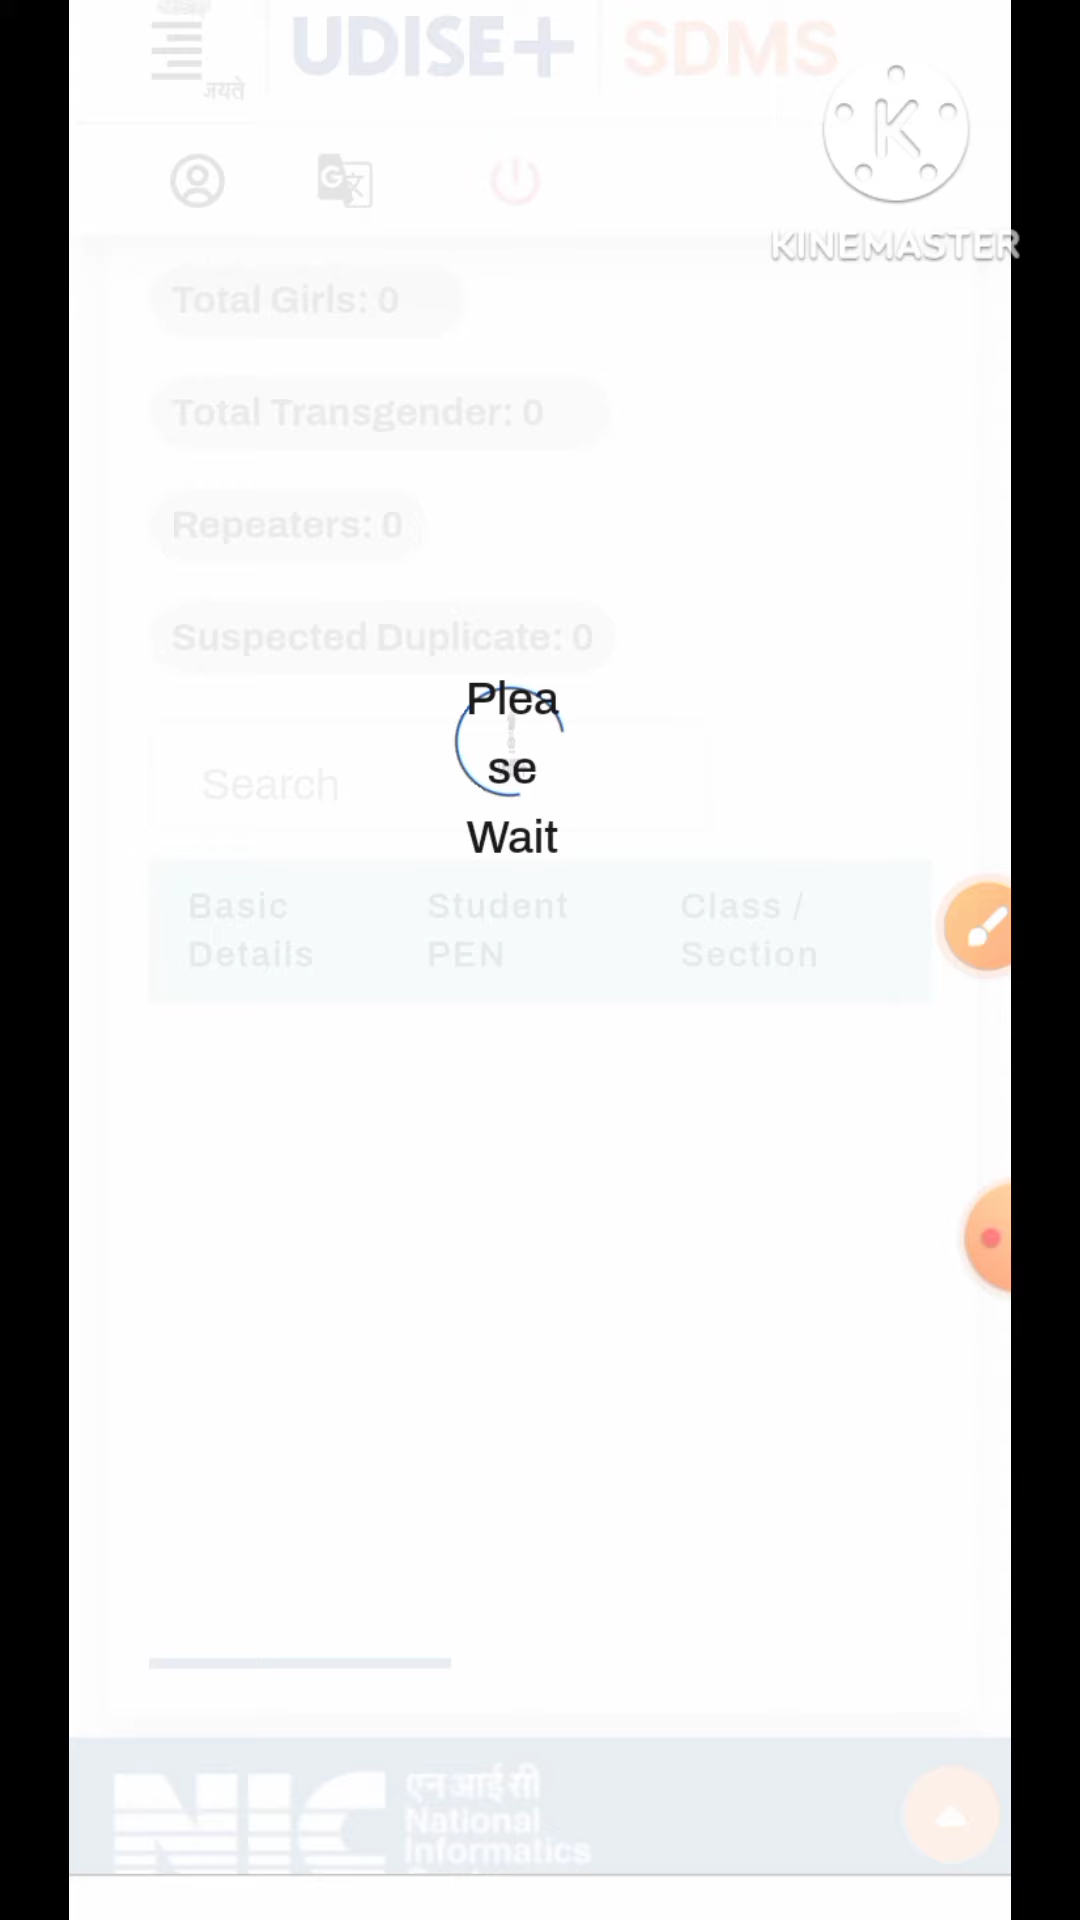 जयते
UDISE+
SDMS
K
KINEMASTER
Total Girls: 0
Total Transgender: 0
Repeaters: 0
Suspected Duplicate: 0
Plea
se
Wait
Search
Basic Details
Student PEN
Class / Section
NIC
एन आई सी
National
Informatics